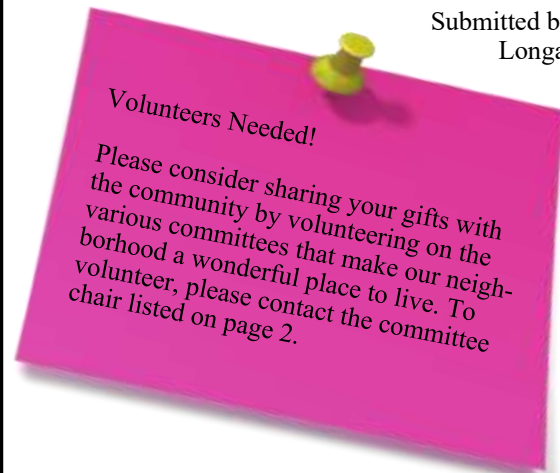 Submitted
Volunteers Needed!
Please consider sharing your gifts with
the community by volunteering on the
various committees that make our neigh-
borhood a wonderful place to live. To
volunteer, please contact the committee
chair listed on page 2.